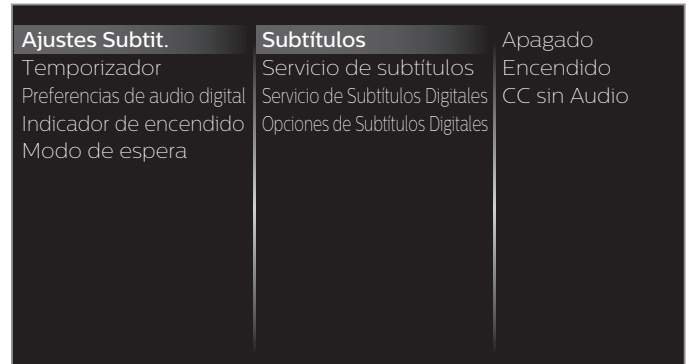 Ajustes Subtit.
Temporizador
Preferencias de audio digital
Indicador de encendido
Modo de espera
Subtítulos
Servicio de subtítulos
Servicio de Subtítulos Digitales
Opciones de Subtítulos Digitales
Apagado
Encendido
CC sin Audio